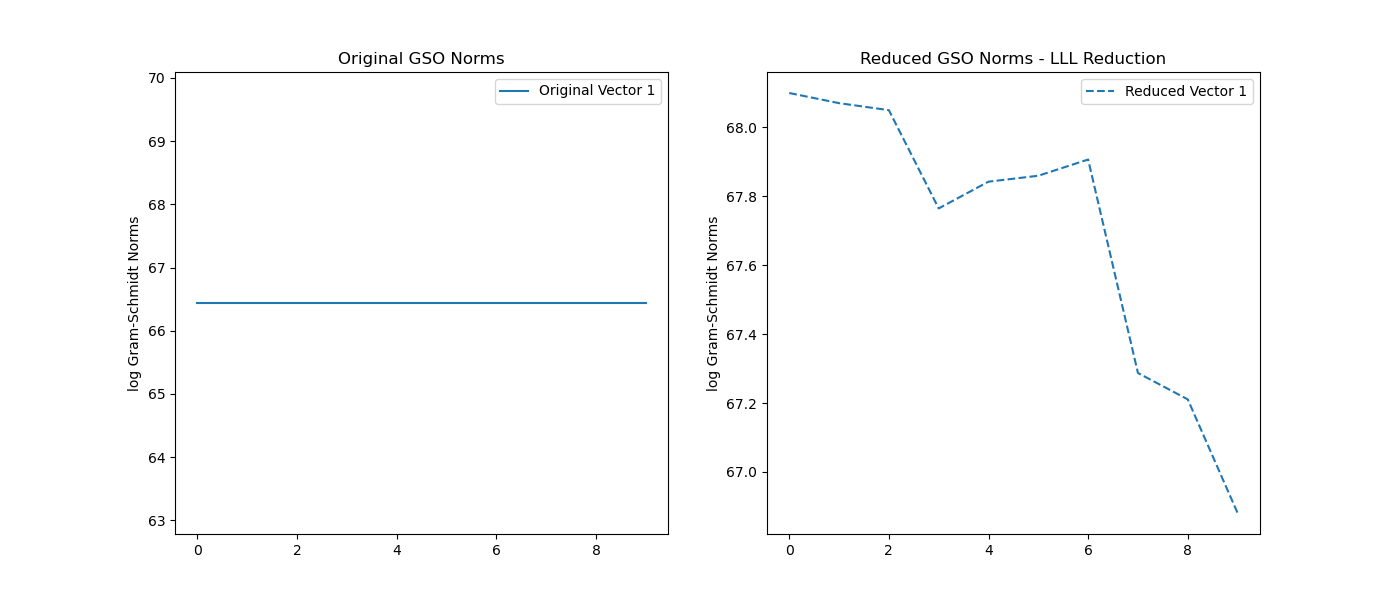 Original GSO Norms
Original Vector 1
log Gram-Schmidt Norms
70
69
68
67
66
65
64
63
0 2 4 6 8
Reduced GSO Norms - LLL Reduction
Reduced Vector 1
log Gram-Schmidt Norms
68.0
67.8
67.6
67.4
67.2
67.0
0 2 4 6 8